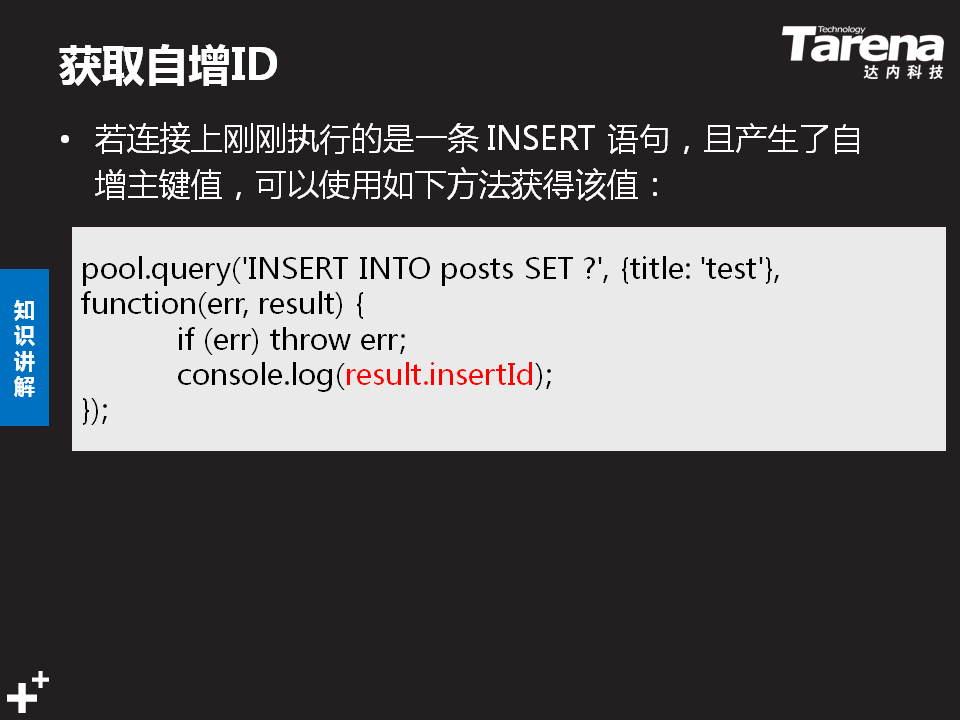 获取自增ID
Technology
Tarena
达内科技
• 若连接上刚刚执行的是一条 INSERT 语句，且产生了自
增主键值，可以使用如下方法获得该值：
pool.query('INSERT INTO posts SET ?', {title: 'test'},
function(err, result) {
if (err) throw err;
console.log(result.insertId);
});
知识讲解